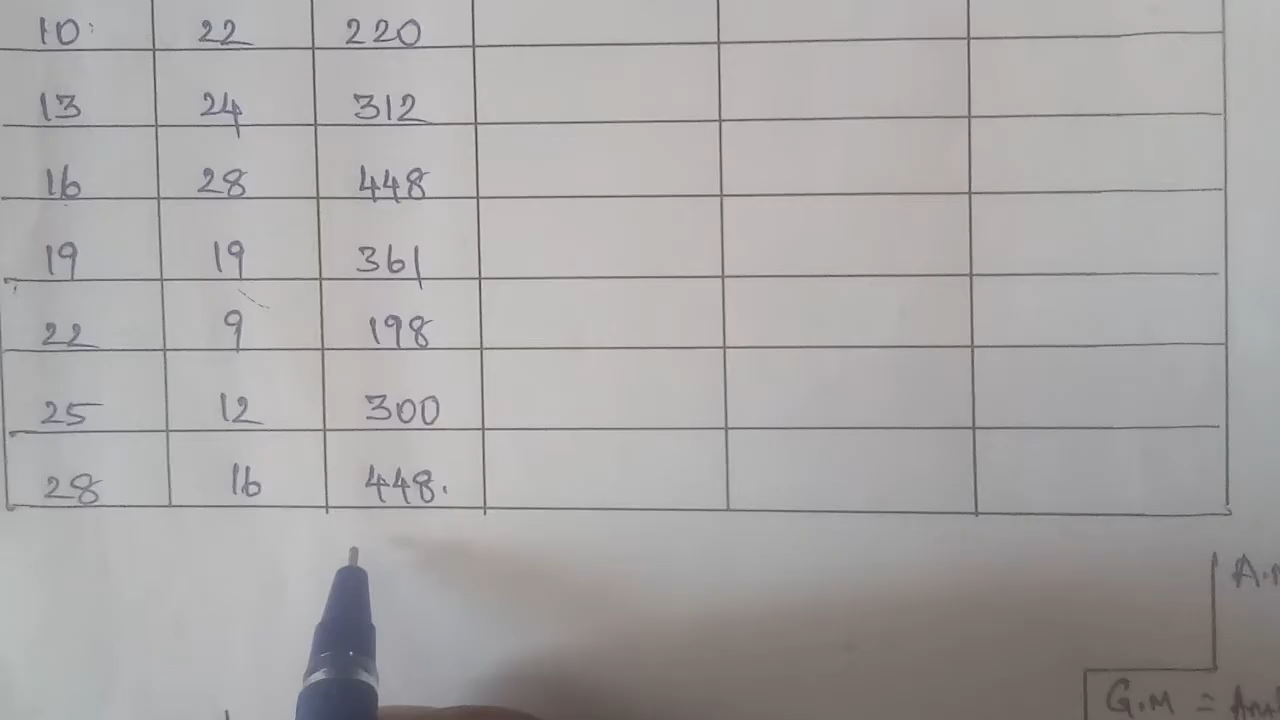 10 22 220
13 24 312
16 28 448
19 19 361
22 9 198
25 12 300
28 16 448.
G.M =